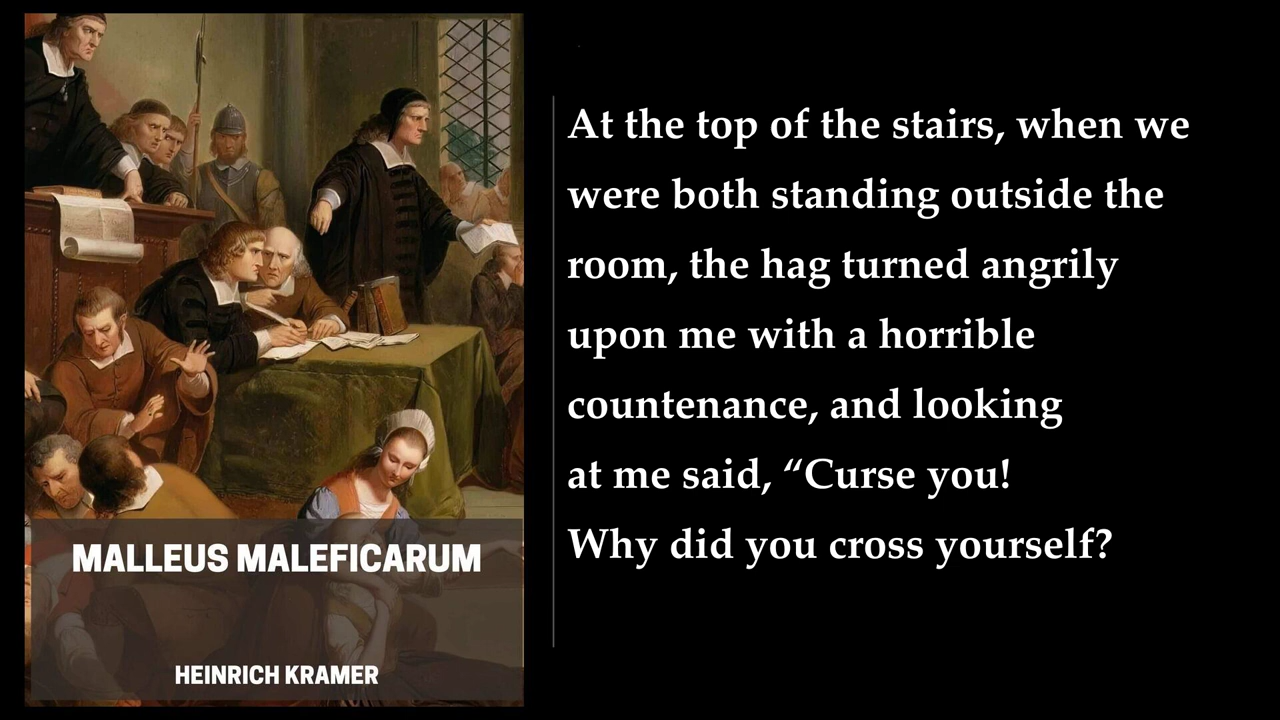 MALLEUS MALEFICARUM
HEINRICH KRAMER
At the top of the stairs, when we
were both standing outside the
room, the hag turned angrily
upon me with a horrible
countenance, and looking
at me said, “Curse you!
Why did you cross yourself?